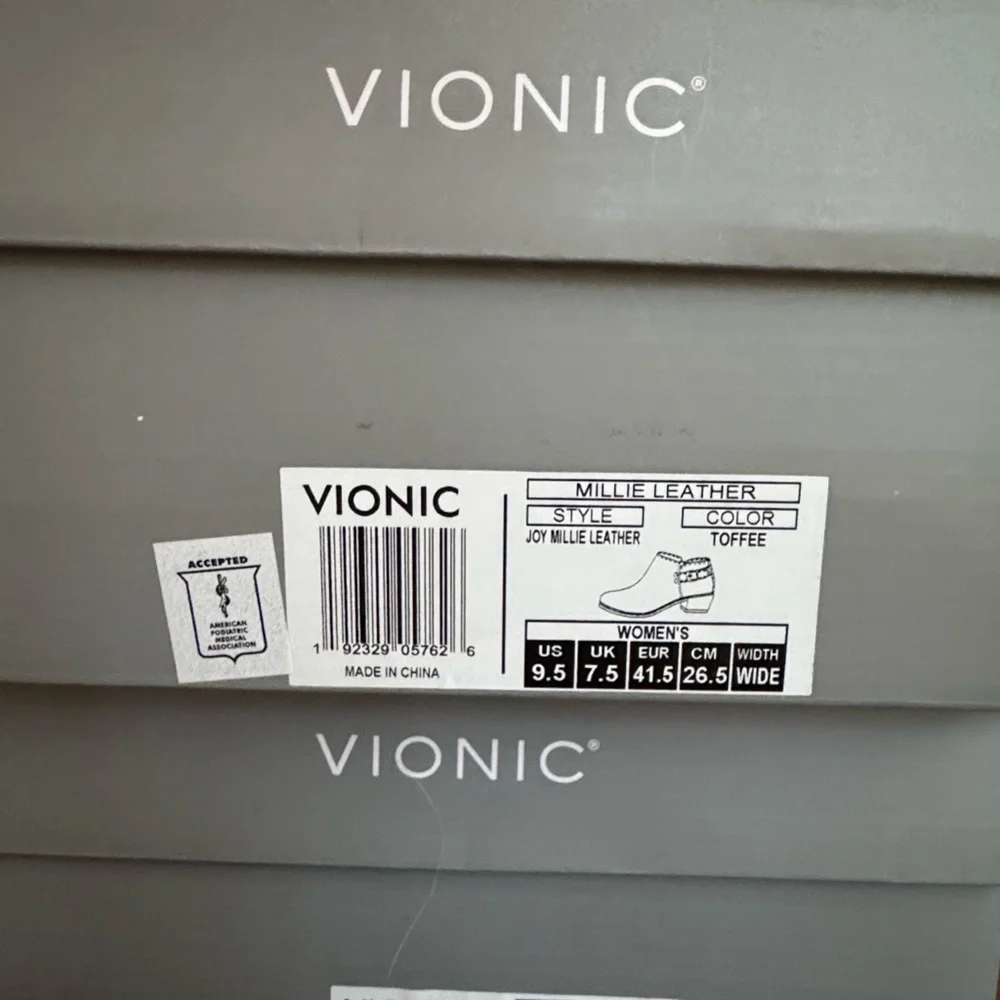 VIONIC®
ACCEPTED
AMERICAN
PODIATRIC
MEDICAL
ASSOCIATION
VIONIC
1 92329 05762 6
MADE IN CHINA
MILLIE LEATHER
STYLE COLOR
JOY MILLIE LEATHER TOFFEE
WOMEN'S
US UK EUR CM WIDTH
9.5 7.5 41.5 26.5 WIDE
VIONIC®